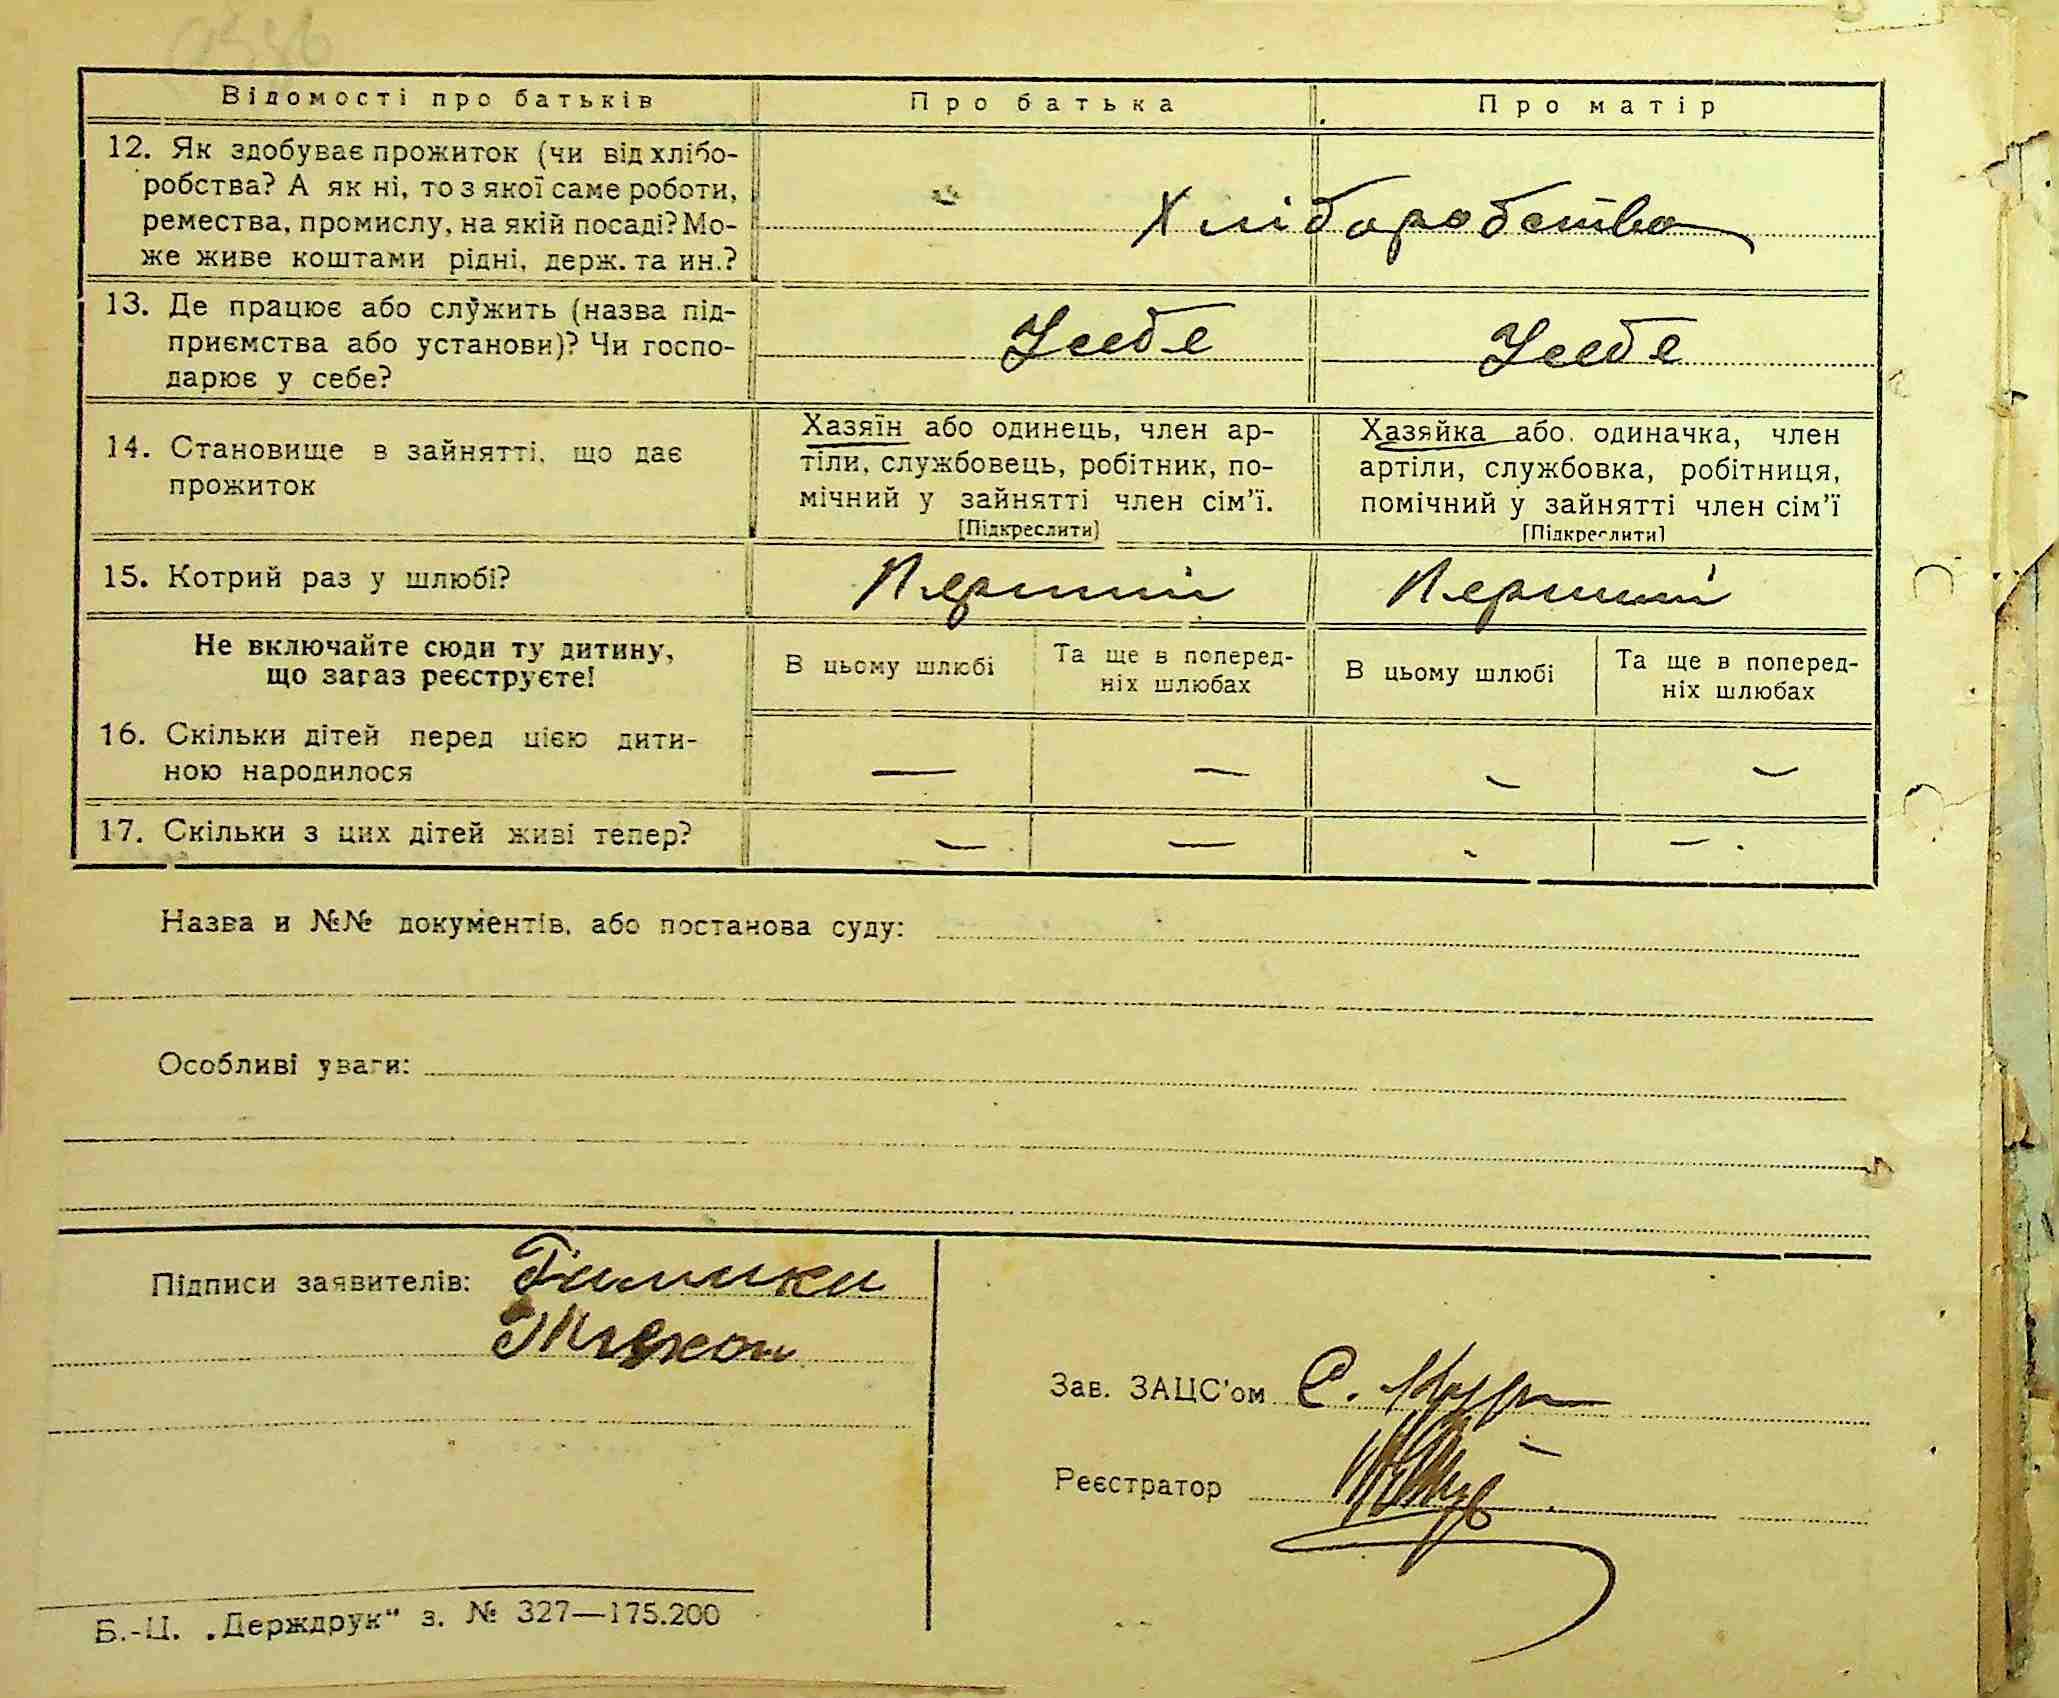 Відомості про батьків
Про батька
Про матір
12. Як здобуває прожиток (чи від хлібо-
робства? А як ні, то з якої саме роботи,
ремества, промислу, на якій посаді? Мо-
же живе коштами рідні, держ. та ин.?
Хліборобство
13. Де працює або служить (назва під-
приємства або установи)? Чи госпо-
дарює у себе?
У себе
У себе
14. Становище в зайнятті, що дає
прожиток
Хазяїн або одинець, член ар-
тіли, службовець, робітник, по-
мічний у зайнятті член сім'ї.
[Підкреслити]
Хазяйка або одиначка, член
артіли, службовка, робітниця,
помічний у зайнятті член сім'ї
[Підкреслити]
15. Котрий раз у шлюбі?
Перший
Перший
Не включайте сюди ту дитину,
що зараз реєструєте!
В цьому шлюбі
Та ще в поперед-
ніх шлюбах
В цьому шлюбі
Та ще в поперед-
ніх шлюбах
16. Скільки дітей перед цією дити-
ною народилося
— — — —
17. Скільки з цих дітей живі тепер?
— — - —
Назва и №№ документів, або постанова суду:
Особливі уваги:
Підписи заявителів:
Зав. ЗАЦС'ом С.
Реєстратор
Б.-Ц. „Держдрук" з. № 327—175.200